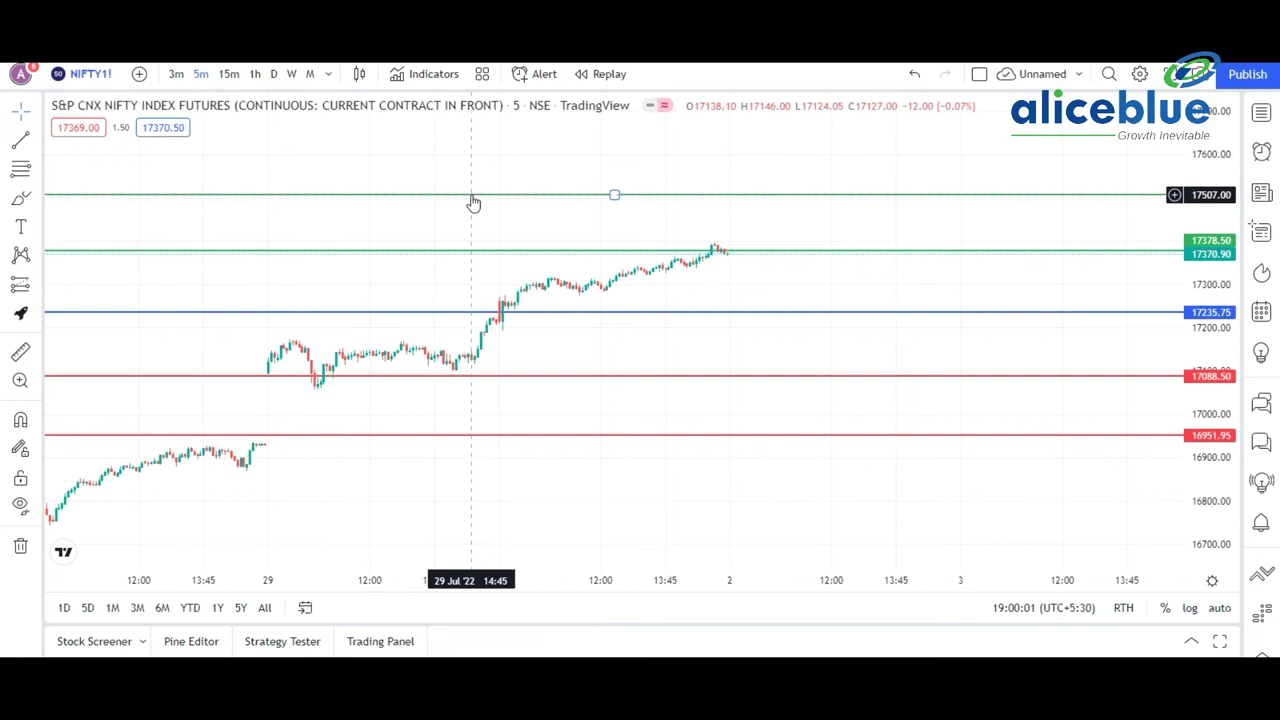 A 8 50 NIFTY1! 3m 5m 15m 1h D W M Indicators Alert Replay Unnamed Publish
S&P CNX NIFTY INDEX FUTURES (CONTINUOUS: CURRENT CONTRACT IN FRONT) · 5 · NSE · TradingView O17138.10 H17146.00 L17124.05 C17127.00 −12.00 (−0.07%)
aliceblue
Growth Inevitable
17369.00 1.50 17370.50
17600.00
17507.00
17378.50
17370.90
17300.00
17235.75
17200.00
17088.50
17000.00
16951.95
16900.00
16800.00
16700.00
12:00 13:45 29 12:00 29 Jul '22 14:45 12:00 13:45 2 12:00 13:45 3 12:00 13:45
1D 5D 1M 3M 6M YTD 1Y 5Y All 19:00:01 (UTC+5:30) RTH % log auto
Stock Screener Pine Editor Strategy Tester Trading Panel